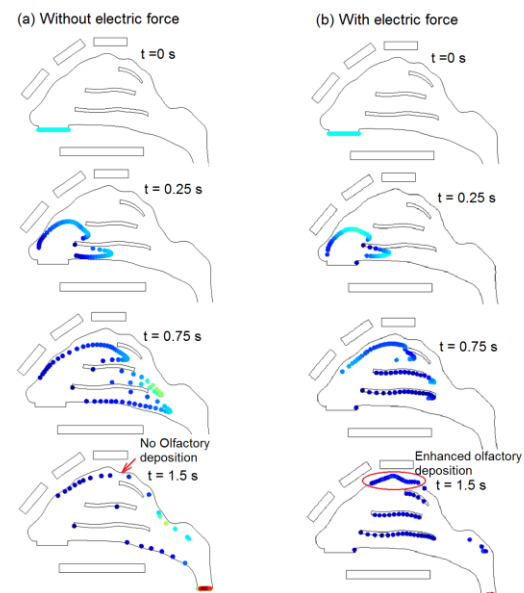 (a) Without electric force
t =0 s
t = 0.25 s
t = 0.75 s
No Olfactory
deposition
t = 1.5 s
(b) With electric force
t =0 s
t = 0.25 s
t = 0.75 s
Enhanced olfactory
deposition
t = 1.5 s